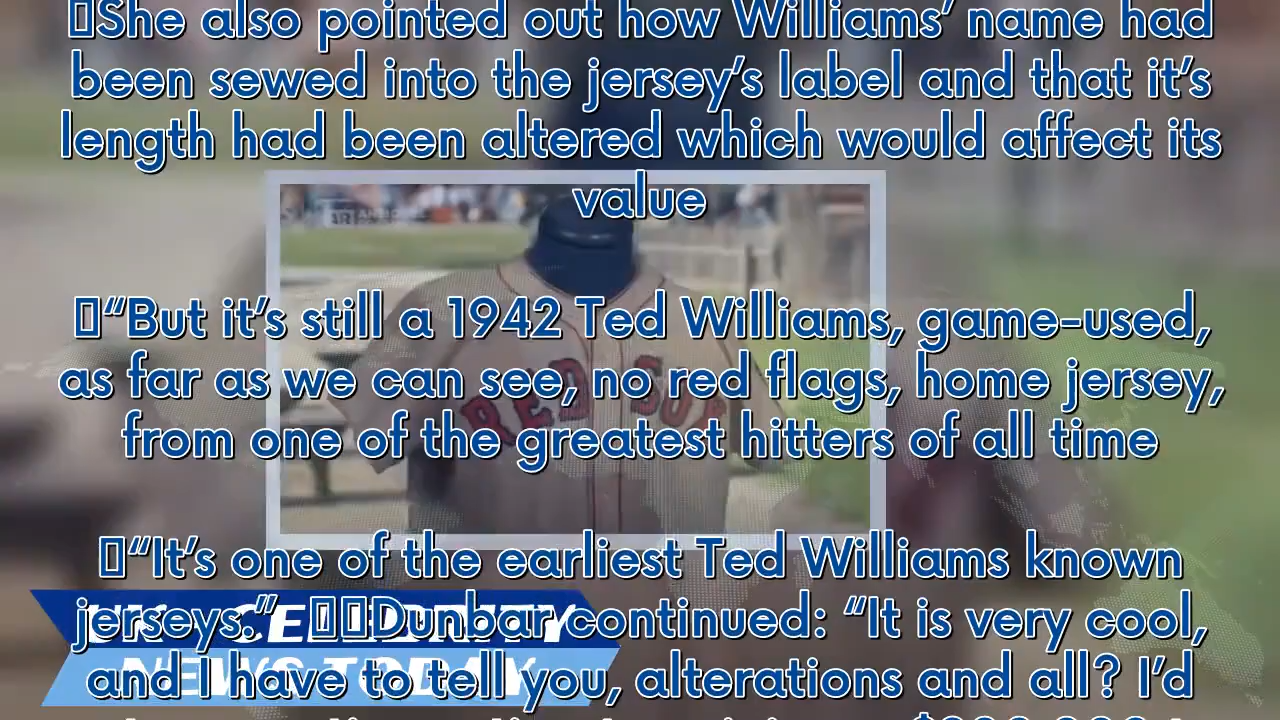 She also pointed out how Williams’ name had
been sewed into the jersey’s label and that it’s
length had been altered which would affect its
value
“But it’s still a 1942 Ted Williams, game-used,
as far as we can see, no red flags, home jersey,
from one of the greatest hitters of all time
RED SOX
“It’s one of the earliest Ted Williams known
jerseys.” Dunbar continued: “It is very cool,
and I have to tell you, alterations and all? I’d
NEWS TODAY